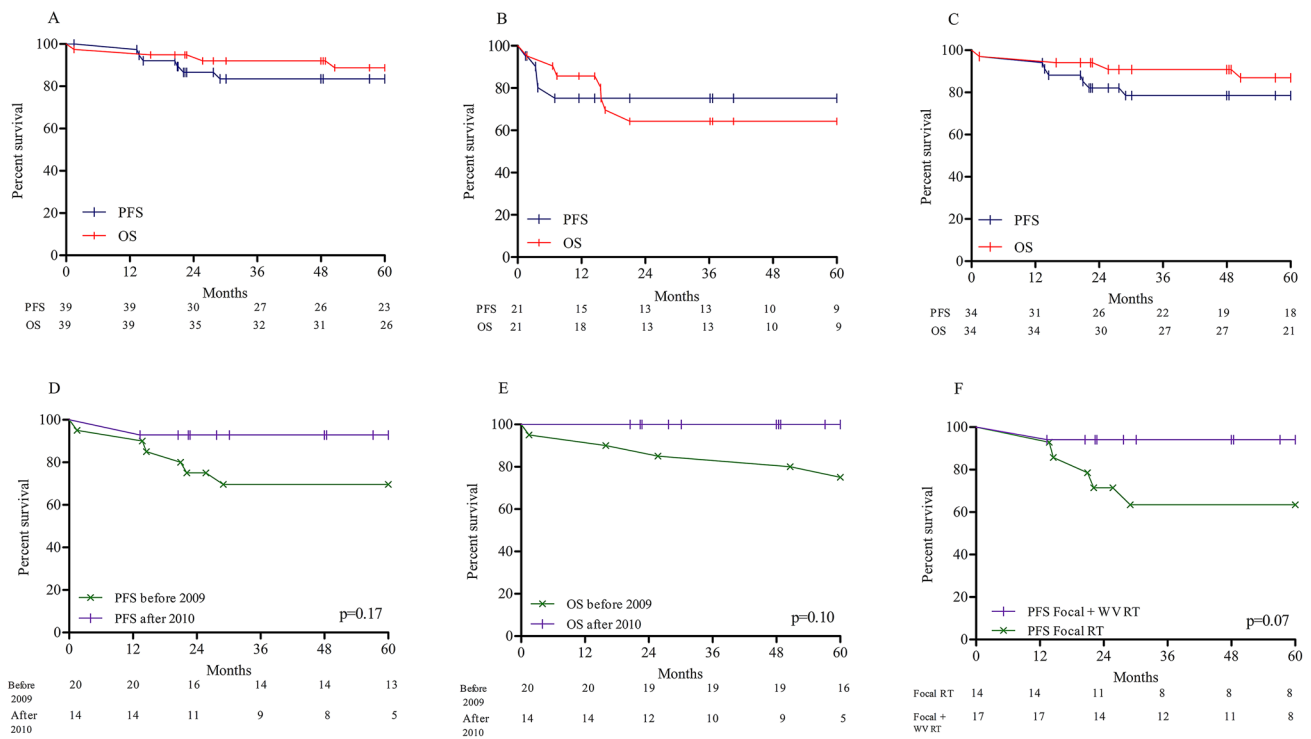 A
100
80
60
40
20
0
Percent survival
PFS
OS
0 12 24 36 48 60
Months
PFS 39 39 30 27 26 23
OS 39 39 35 32 31 26
B
100
80
60
40
20
0
Percent survival
PFS
OS
0 12 24 36 48 60
Months
PFS 21 15 13 13 10 9
OS 21 18 13 13 10 9
C
100
80
60
40
20
0
Percent survival
PFS
OS
0 12 24 36 48 60
Months
PFS 34 31 26 22 19 18
OS 34 34 30 27 27 21
D
100
80
60
40
20
0
Percent survival
PFS before 2009
PFS after 2010
p=0.17
0 12 24 36 48 60
Months
Before 20 20 16 14 14 13
2009
After 14 14 11 9 8 5
2010
E
100
80
60
40
20
0
Percent survival
OS before 2009
OS after 2010
p=0.10
0 12 24 36 48 60
Months
Before 20 20 19 19 19 16
2009
After 14 14 12 10 9 5
2010
F
100
80
60
40
20
0
Percent survival
PFS Focal + WV RT
PFS Focal RT
p=0.07
0 12 24 36 48 60
Months
Focal RT 14 14 11 8 8 8
Focal + 17 17 14 12 11 8
WV RT